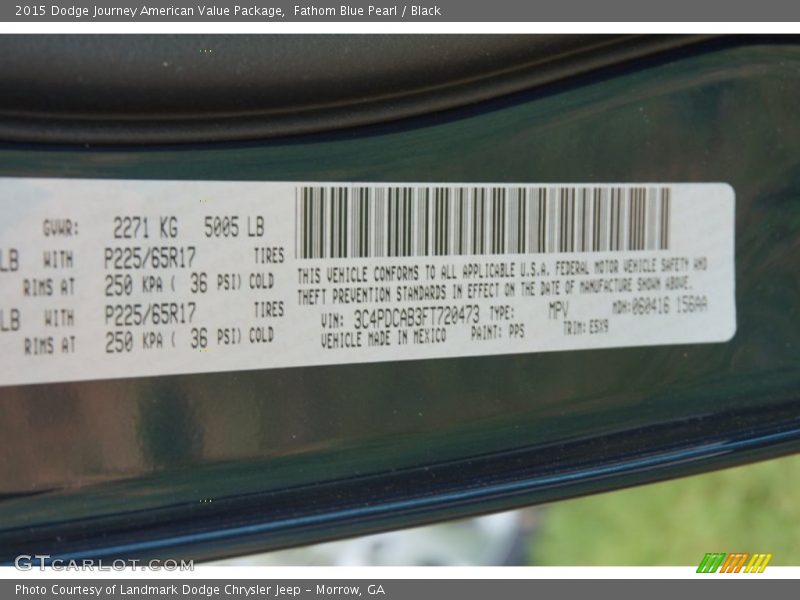 2015 Dodge Journey American Value Package,  Fathom Blue Pearl / Black
GVWR: 2271 KG 5005 LB
LB WITH P225/65R17 TIRES
RIMS AT 250 KPA ( 36 PSI) COLD
LB WITH P225/65R17 TIRES
RIMS AT 250 KPA ( 36 PSI) COLD
THIS VEHICLE CONFORMS TO ALL APPLICABLE U.S.A. FEDERAL MOTOR VEHICLE SAFETY AND
THEFT PREVENTION STANDARDS IN EFFECT ON THE DATE OF MANUFACTURE SHOWN ABOVE.
VIN: 3C4PDCAB3FT720473 TYPE: MPV MDH:060416 156AA
VEHICLE MADE IN MEXICO PAINT: PPS TRIM: E5X9
GTCARLOT.COM
Photo Courtesy of Landmark Dodge Chrysler Jeep – Morrow, GA